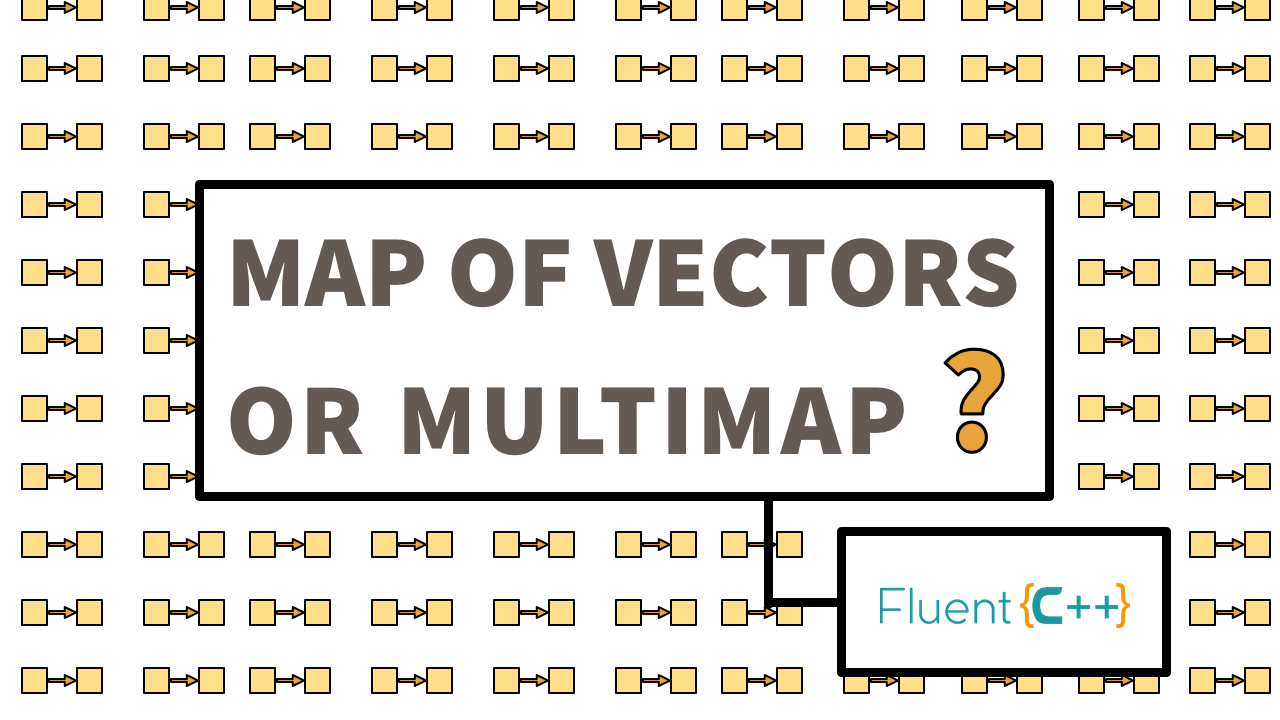 MAP OF VECTORS
OR MULTIMAP ?
Fluent {C++}